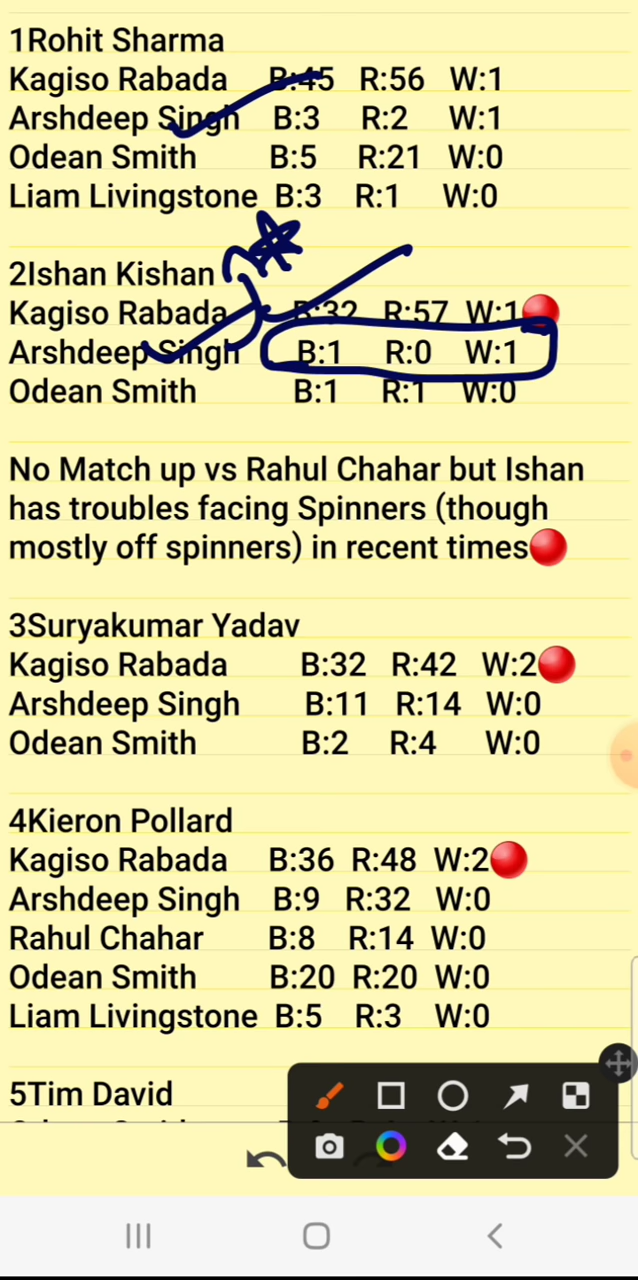 1Rohit Sharma
Kagiso Rabada B:45 R:56 W:1
Arshdeep Singh B:3 R:2 W:1
Odean Smith B:5 R:21 W:0
Liam Livingstone B:3 R:1 W:0
2Ishan Kishan
Kagiso Rabada B:32 R:57 W:1
Arshdeep Singh B:1 R:0 W:1
Odean Smith B:1 R:1 W:0
No Match up vs Rahul Chahar but Ishan
has troubles facing Spinners (though
mostly off spinners) in recent times
3Suryakumar Yadav
Kagiso Rabada B:32 R:42 W:2
Arshdeep Singh B:11 R:14 W:0
Odean Smith B:2 R:4 W:0
4Kieron Pollard
Kagiso Rabada B:36 R:48 W:2
Arshdeep Singh B:9 R:32 W:0
Rahul Chahar B:8 R:14 W:0
Odean Smith B:20 R:20 W:0
Liam Livingstone B:5 R:3 W:0
5Tim David